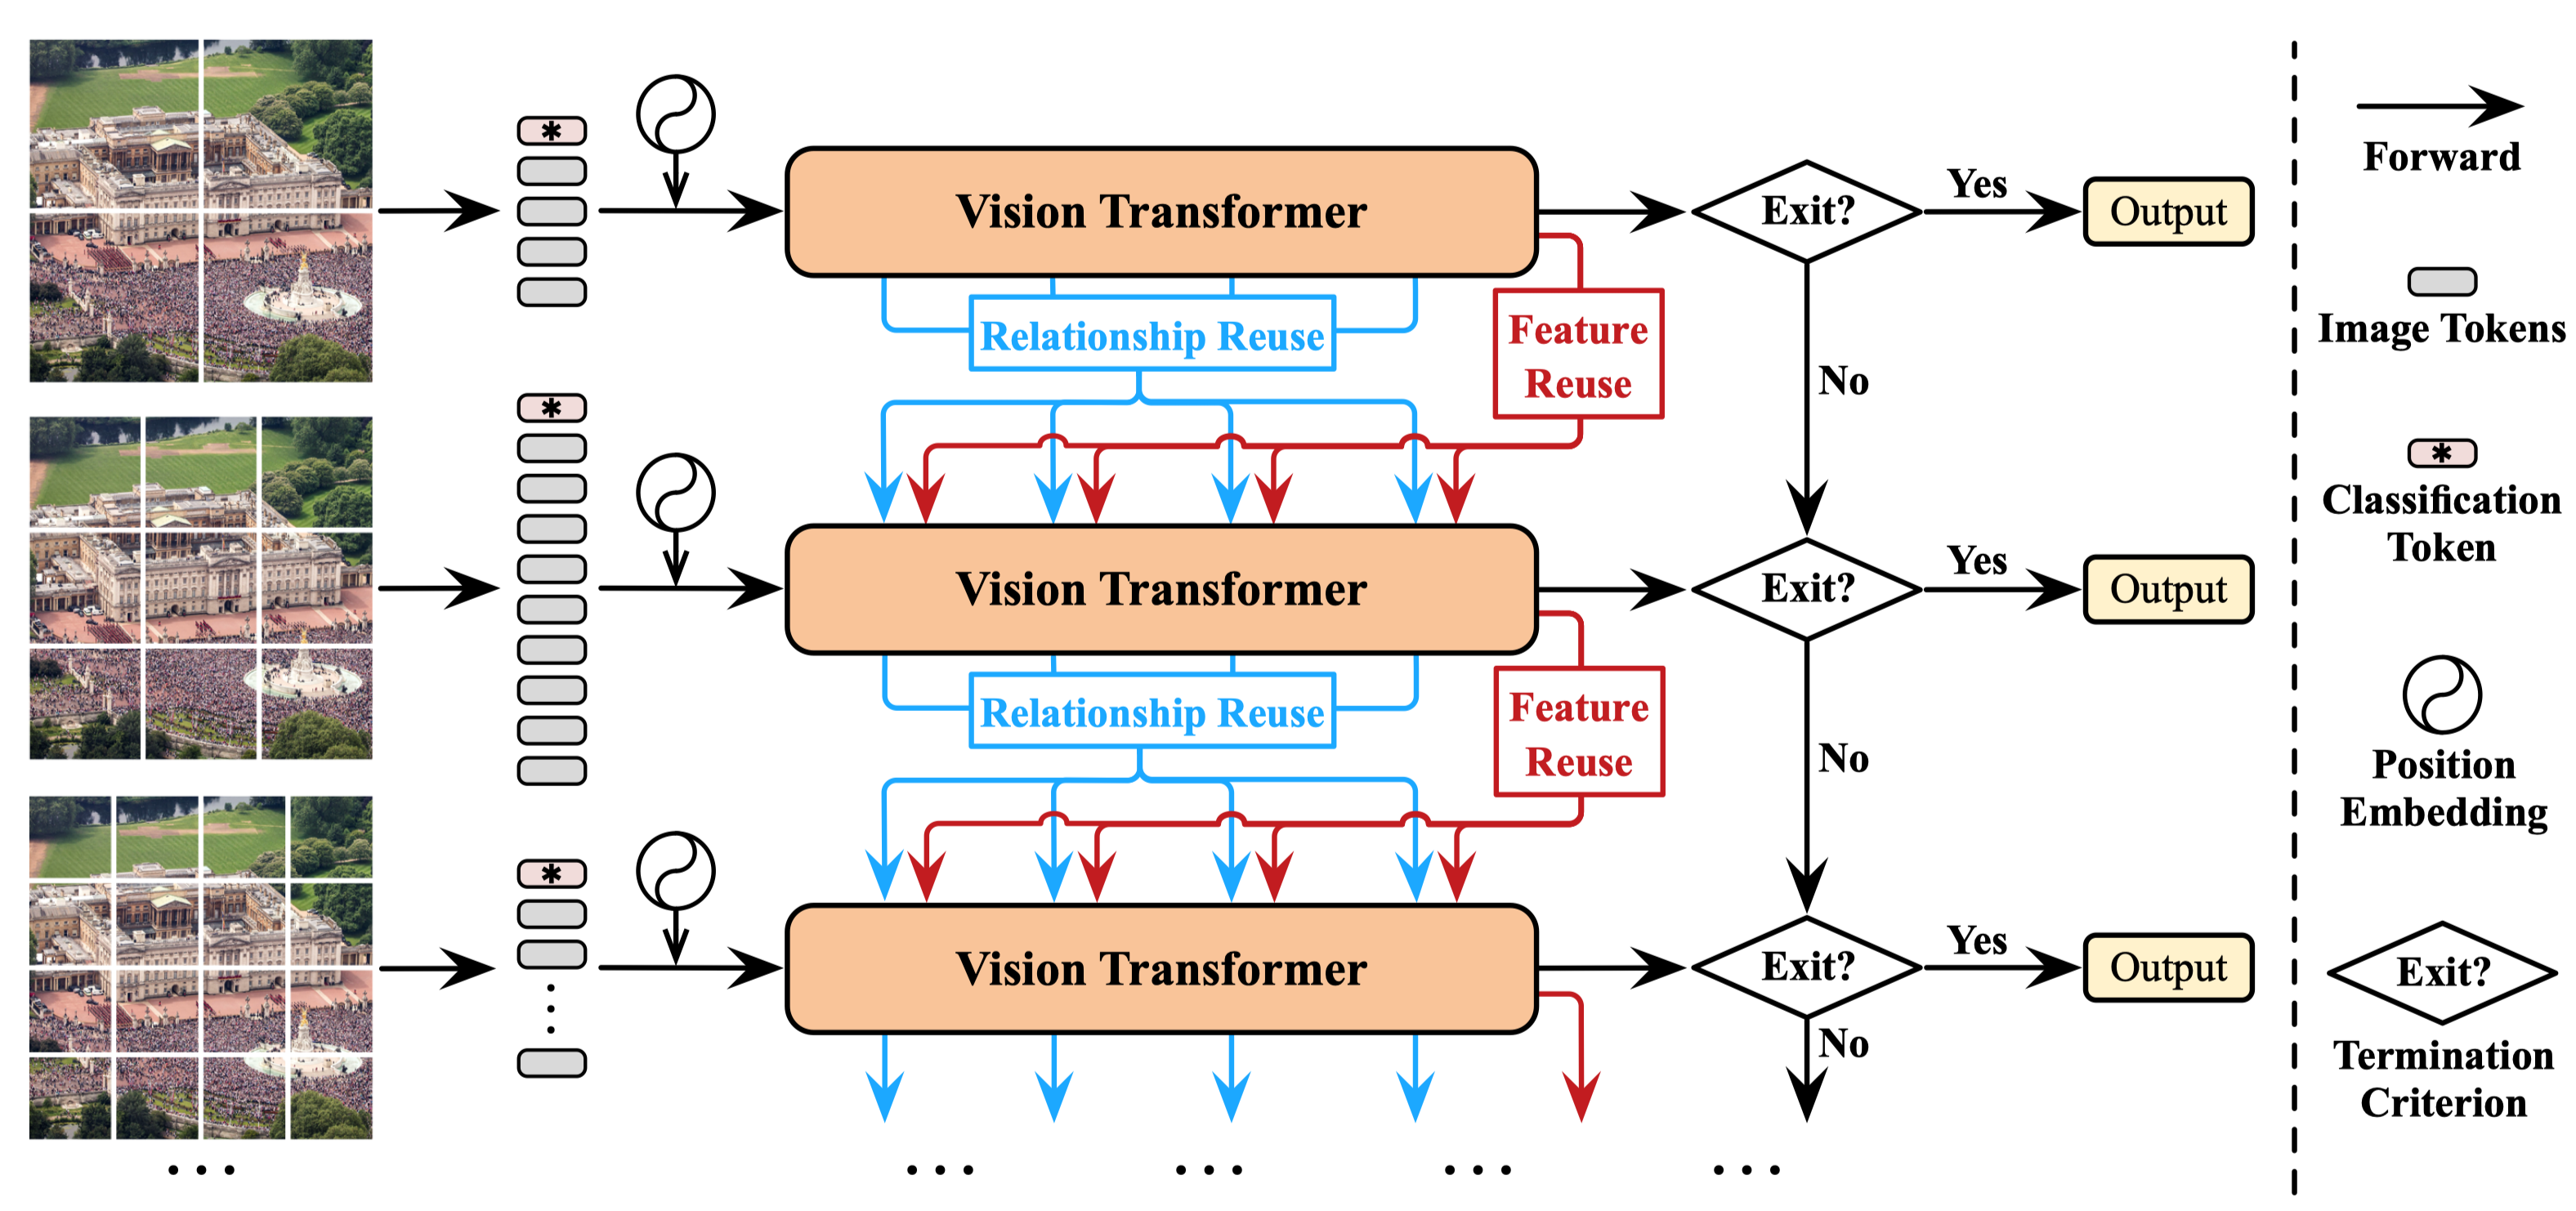 Vision Transformer
Exit?
Yes
Output
Relationship Reuse
Feature
Reuse
No
Vision Transformer
Exit?
Yes
Output
Relationship Reuse
Feature
Reuse
No
Vision Transformer
Exit?
Yes
Output
No
Forward
Image Tokens
*
Classification
Token
Position
Embedding
Exit?
Termination
Criterion